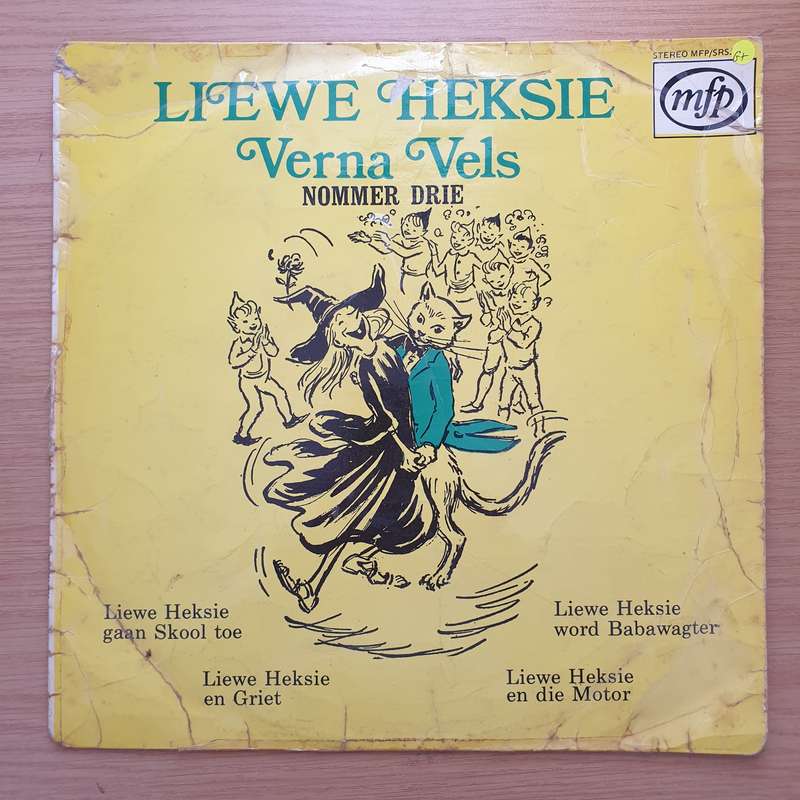 STEREO MFP/SRS.
G+
mfp
LIEWE HEKSIE
Verna Vels
NOMMER DRIE
Liewe Heksie
gaan Skool toe
Liewe Heksie
word Babawagter
Liewe Heksie
en Griet
Liewe Heksie
en die Motor